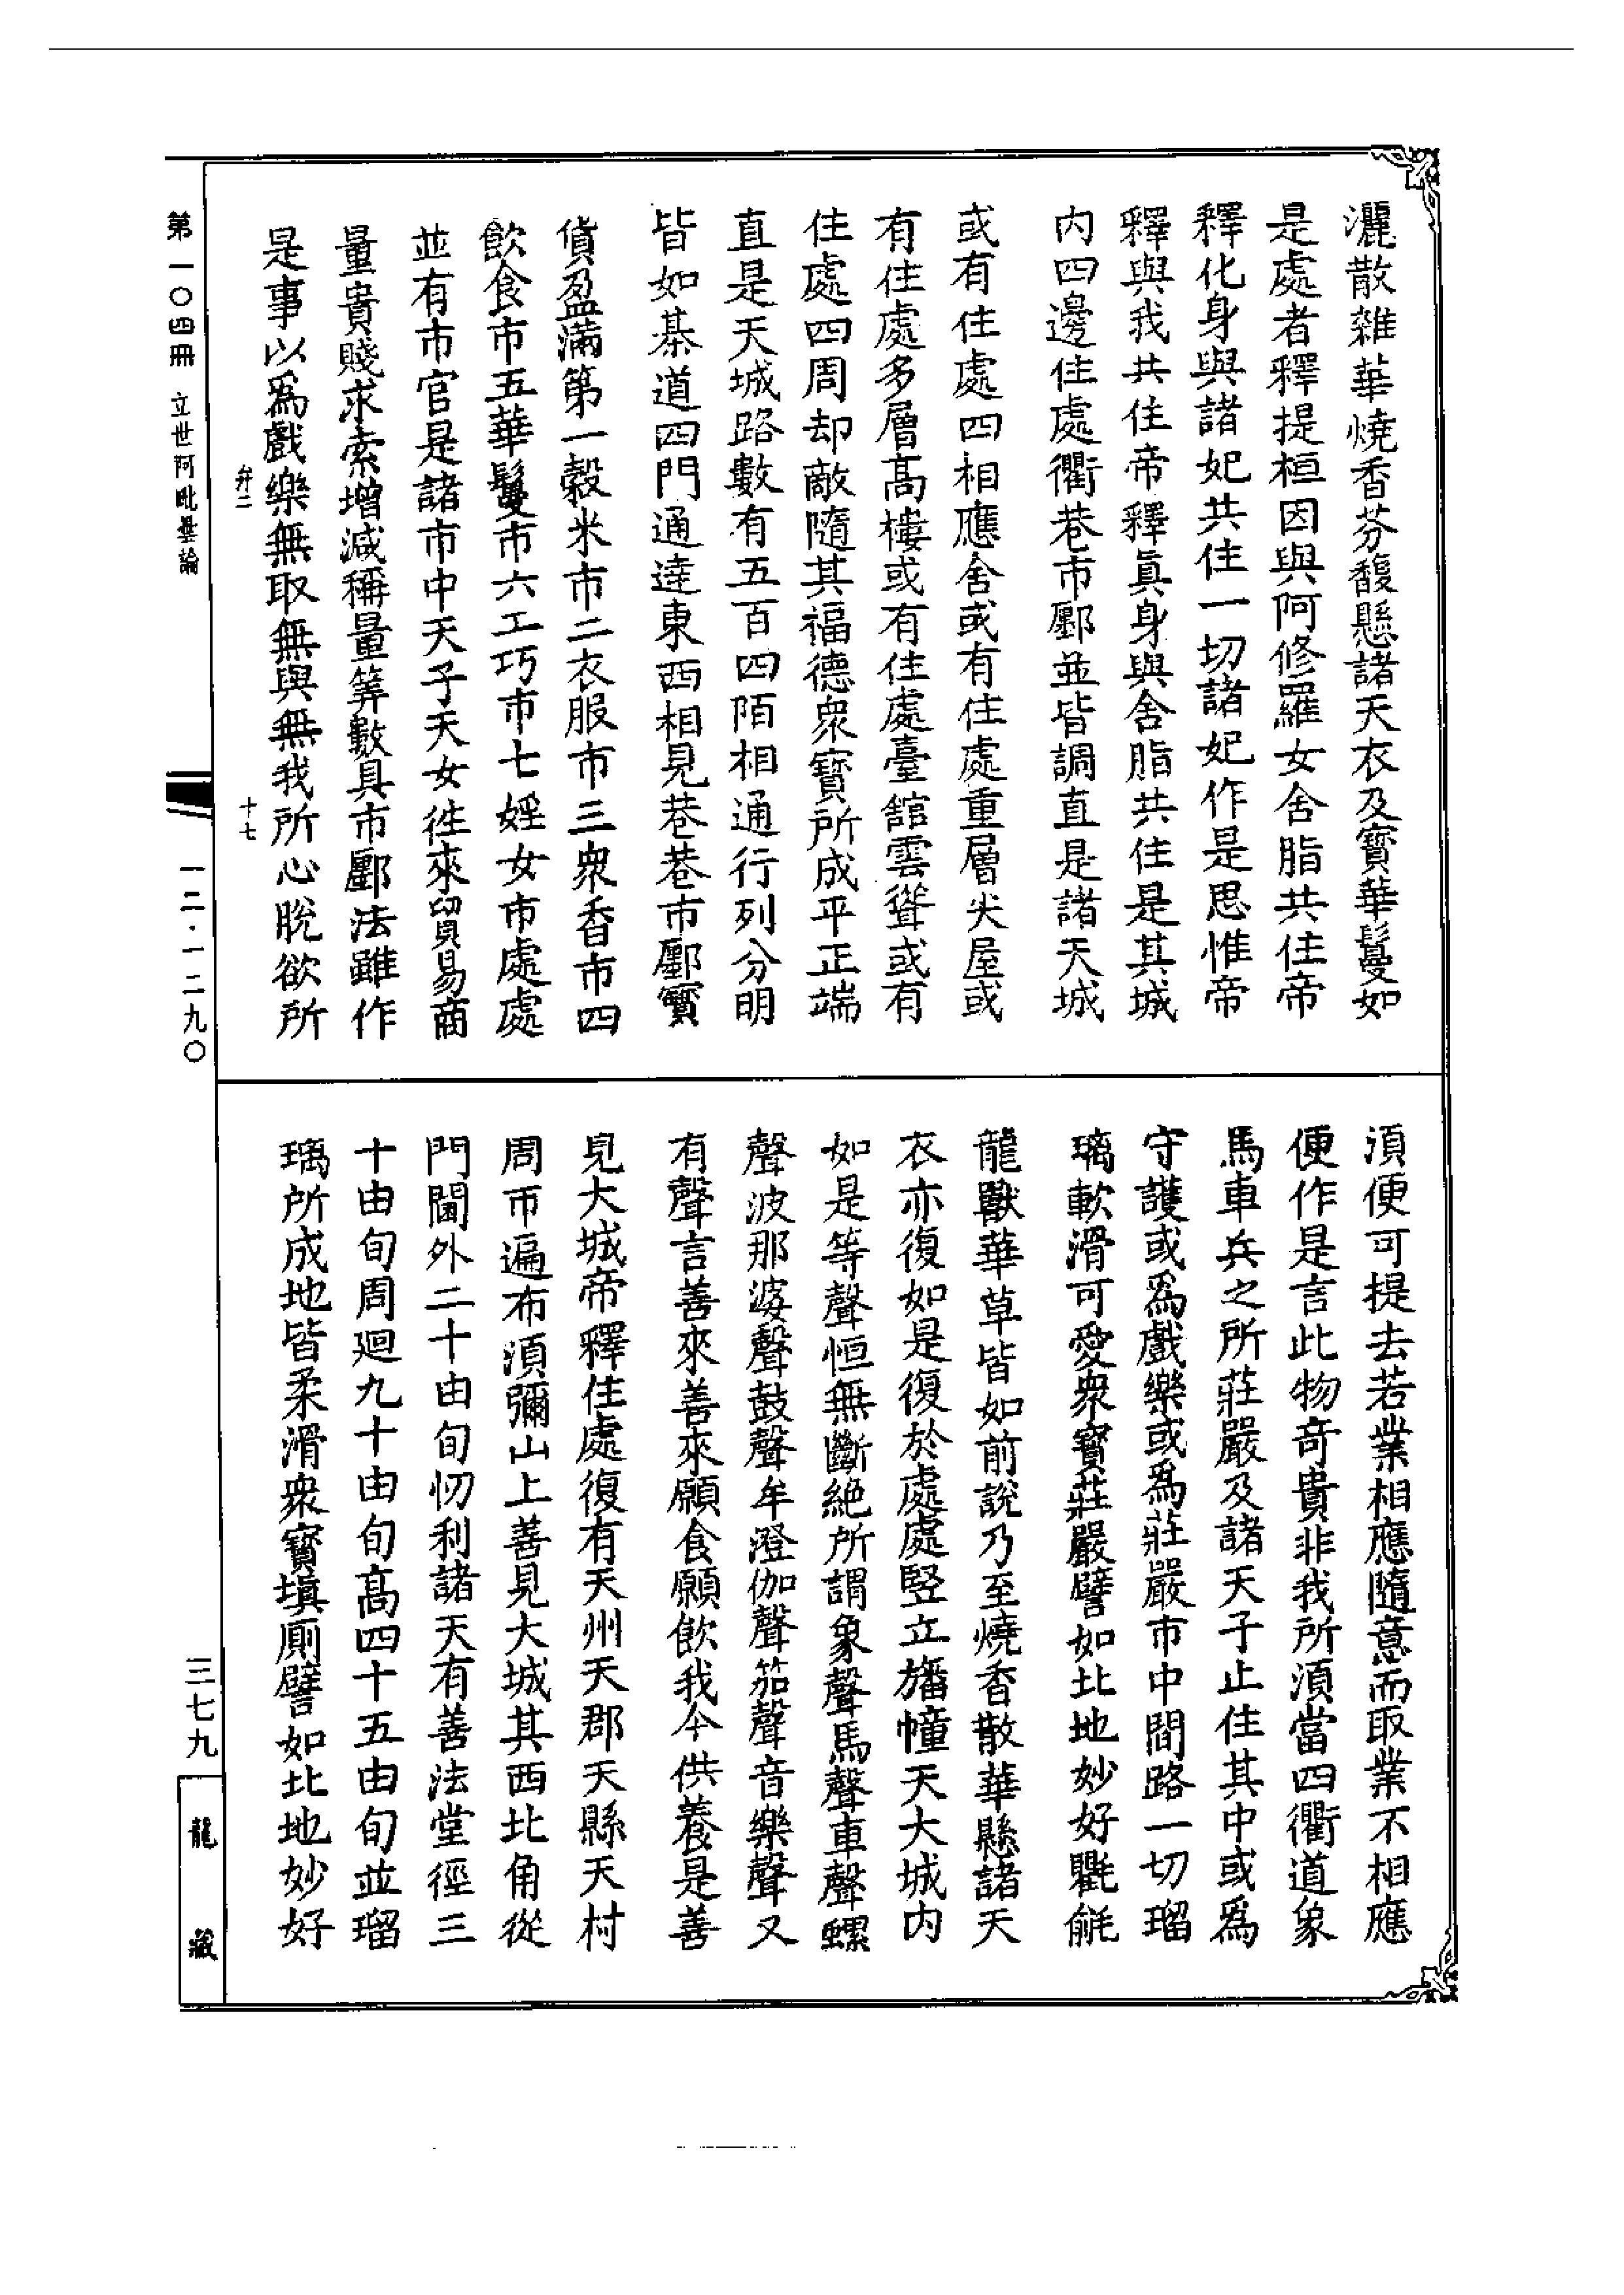 灑散雜華燒香芬馥懸諸天衣及寶華鬘如
是處者釋提桓因與阿修羅女舍脂共住帝
釋化身與諸妃共住一切諸妃作是思惟帝
釋與我共住帝釋眞身與舍脂共住是其城
内四邊住處衢巷市㕓並皆調直是諸天城
或有住處四相應舍或有住處重層尖屋或
有住處多層髙樓或有住處臺館雲聳或有
住處四周却敵隨其福德衆寶所成平正端
直是天城路數有五百四陌相通行列分明
皆如棊道四門通達東西相見巷巷市㕓寶
貨盈滿第一穀米市二衣服市三衆香市四
飲食市五華鬘市六工巧市七婬女市處處
並有市官是諸市中天子天女徃來貿易商
量貴賤求索增減稱量筭數具市㕓法雖作
是事以爲戲樂無取無與無我所心脫欲所
須便可提去若業相應隨意而取業不相應
便作是言此物竒貴非我所須當四衢道象
馬車兵之所莊嚴及諸天子止住其中或爲
守護或爲戲樂或爲莊嚴市中間路一切瑠
璃軟滑可愛衆寶莊嚴譬如北地妙好氍毹
龍獸華草皆如前說乃至燒香散華懸諸天
衣亦復如是復於處處竪立旛幢天大城内
如是等聲恒無斷絶所謂象聲馬聲車聲螺
聲波那婆聲鼓聲牟澄伽聲笳聲音樂聲又
有聲言善來善來願食願飲我今供養是善
見大城帝釋住處復有天州天郡天縣天村
周帀遍布須彌山上善見大城其西北角從
門閫外二十由旬忉利諸天有善法堂徑三
十由旬周廻九十由旬髙四十五由旬並瑠
璃所成地皆柔滑衆寶塡厠譬如北地妙好
第一〇四冊 立世阿毗曇論
弁二
十七
一二·一二九〇
三七九
龍藏